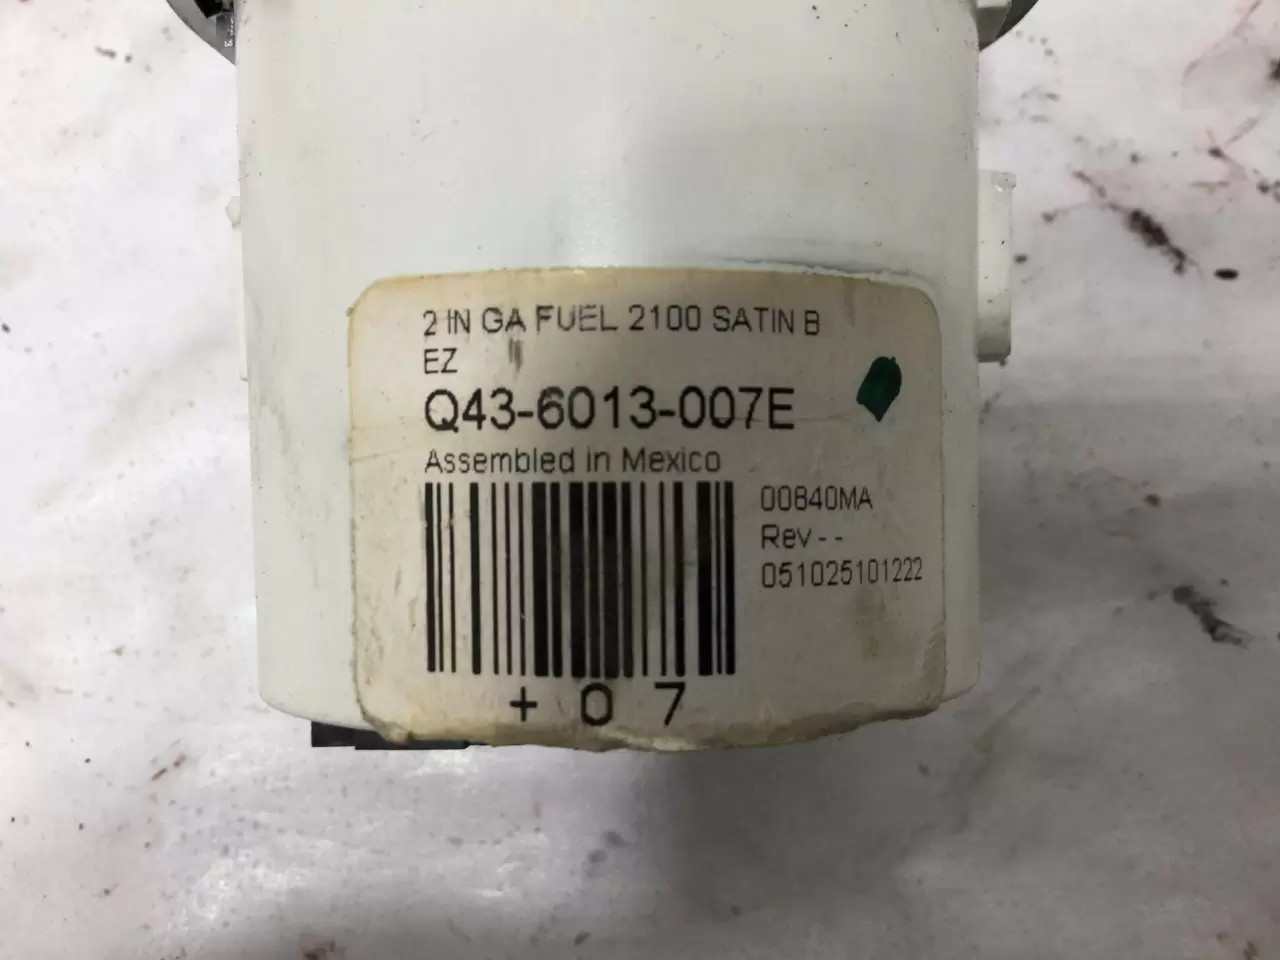 2 IN GA FUEL 2100 SATIN B
EZ
Q43-6013-007E
Assembled in Mexico
00840MA
Rev - -
051025101222
+ 0 7